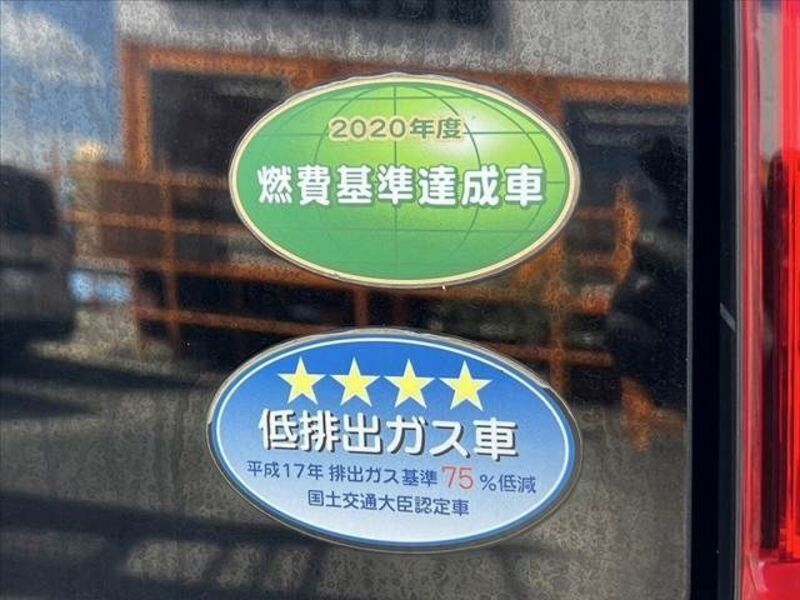 2020年度
燃費基準達成車
低排出ガス車
平成17年 排出ガス基準75%低減
国土交通大臣認定車